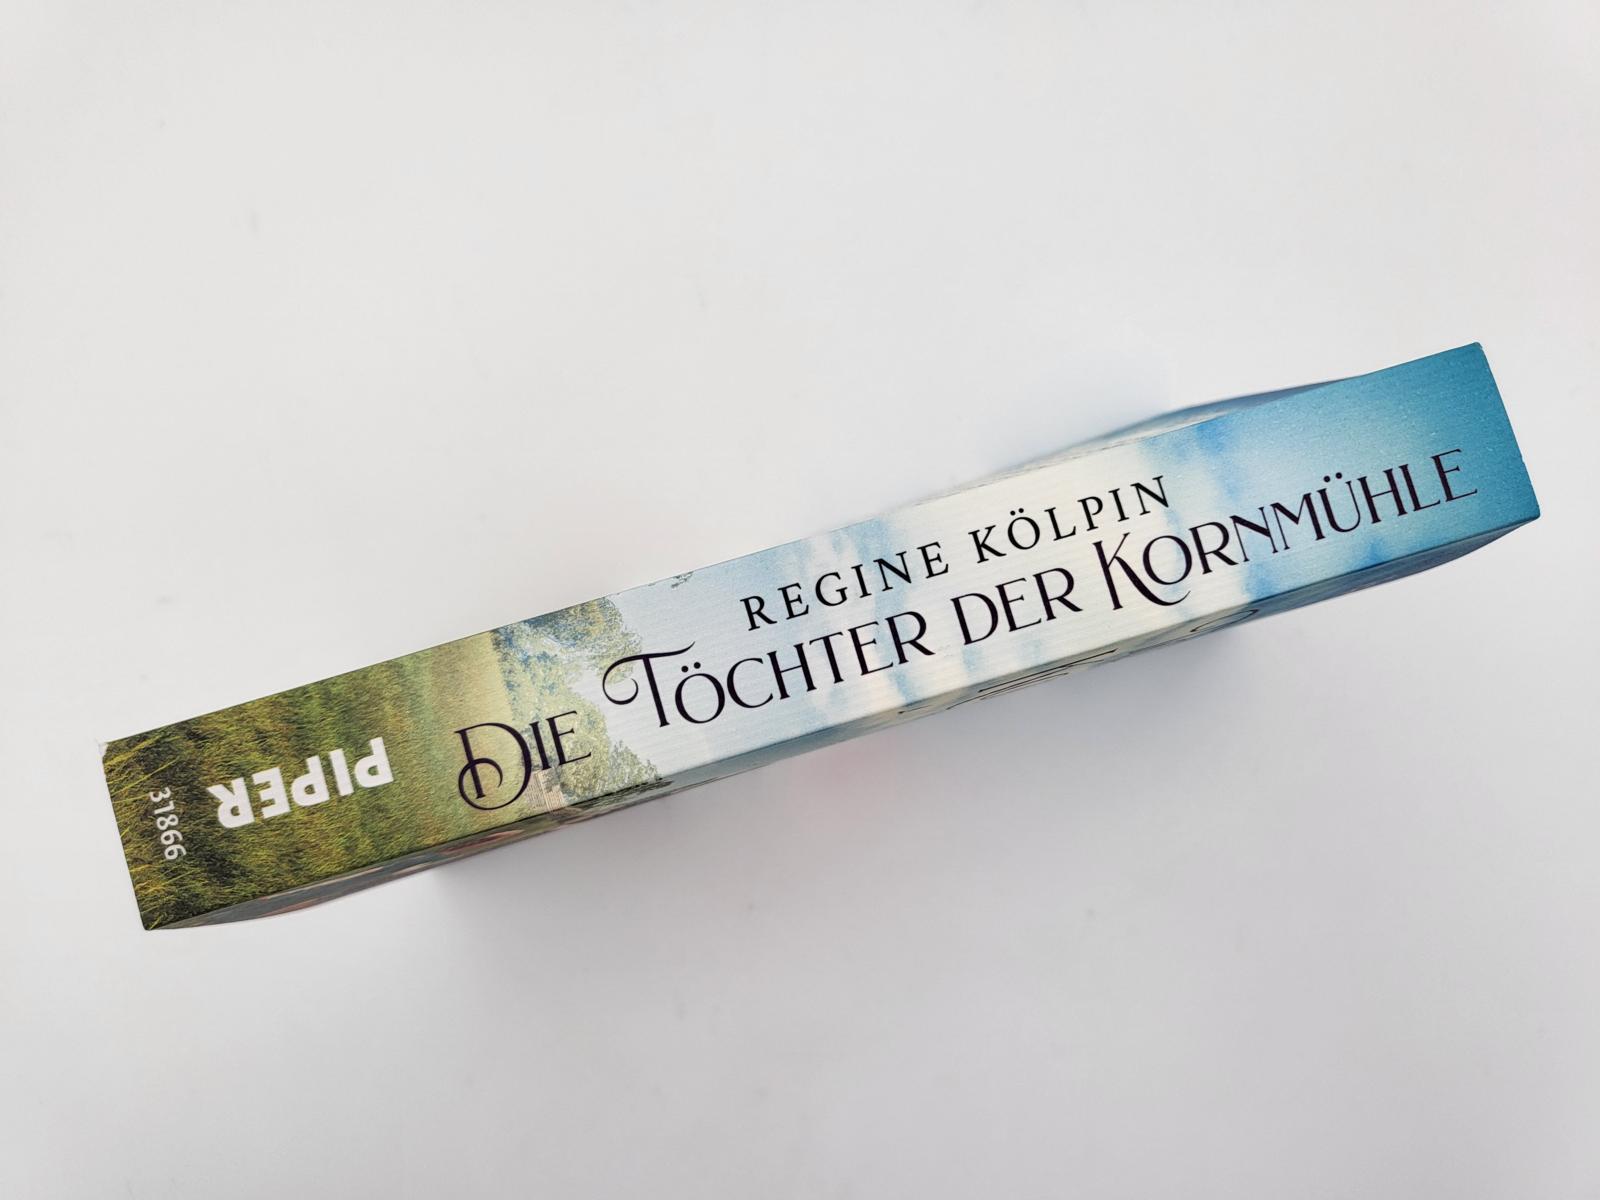 REGINE KÖLPIN
DIE TÖCHTER DER KORNMÜHLE
PIPER
31866